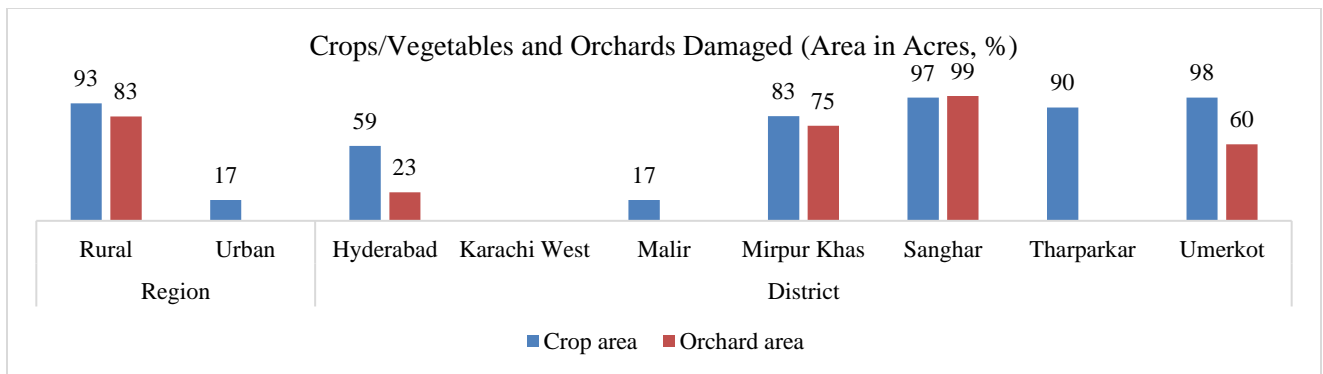 Crops/Vegetables and Orchards Damaged (Area in Acres, %)
93 83 17 59 23 17 83 75 97 99 90 98 60
Rural Urban Hyderabad Karachi West Malir Mirpur Khas Sanghar Tharparkar Umerkot
Region District
Crop area Orchard area